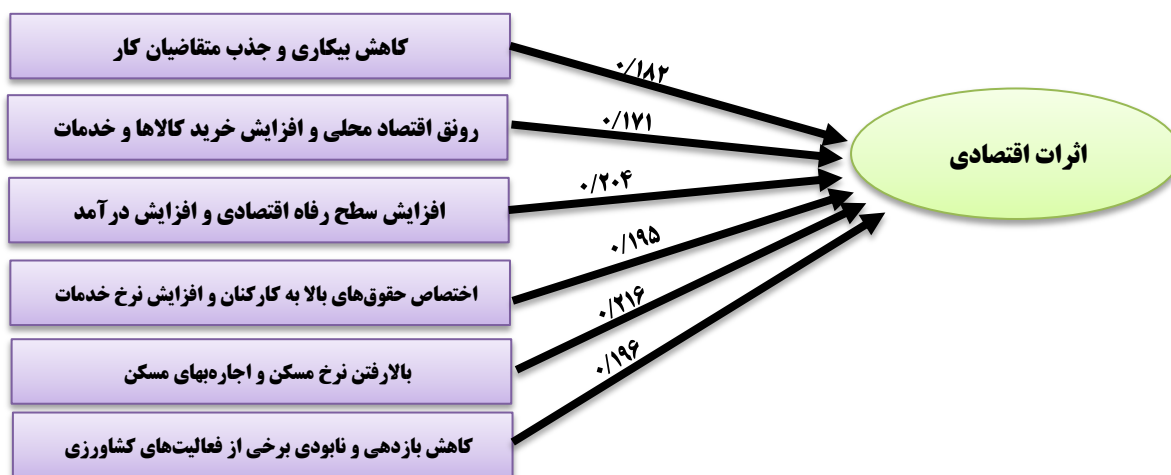 کاهش بیکاری و جذب متقاضیان کار
۰/۱۸۲
رونق اقتصاد محلی و افزایش خرید کالاها و خدمات
۰/۱۷۱
اثرات اقتصادی
افزایش سطح رفاه اقتصادی و افزایش درآمد
۰/۲۰۴
اختصاص حقوق‌های بالا به کارکنان و افزایش نرخ خدمات
۰/۱۹۵
بالارفتن نرخ مسکن و اجاره‌بهای مسکن
۰/۲۱۶
کاهش بازدهی و نابودی برخی از فعالیت‌های کشاورزی
۰/۱۹۶